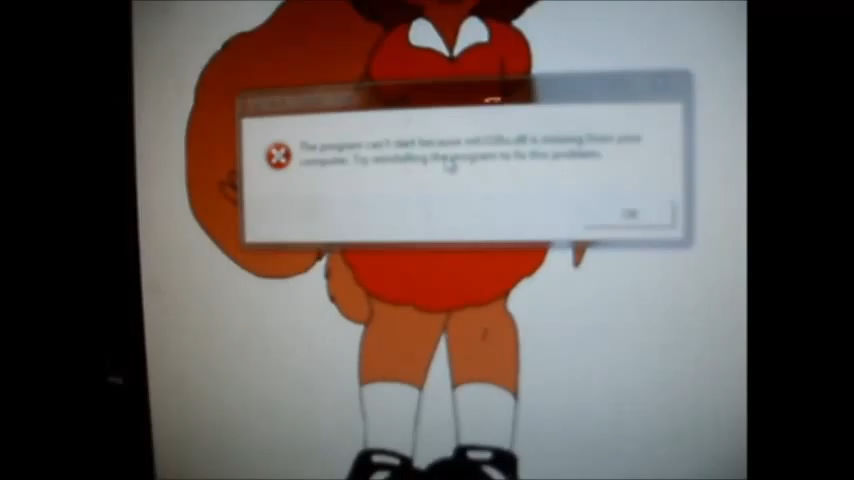 The program can't start because is missing from your
computer. Try reinstalling the program to fix this problem.
OK